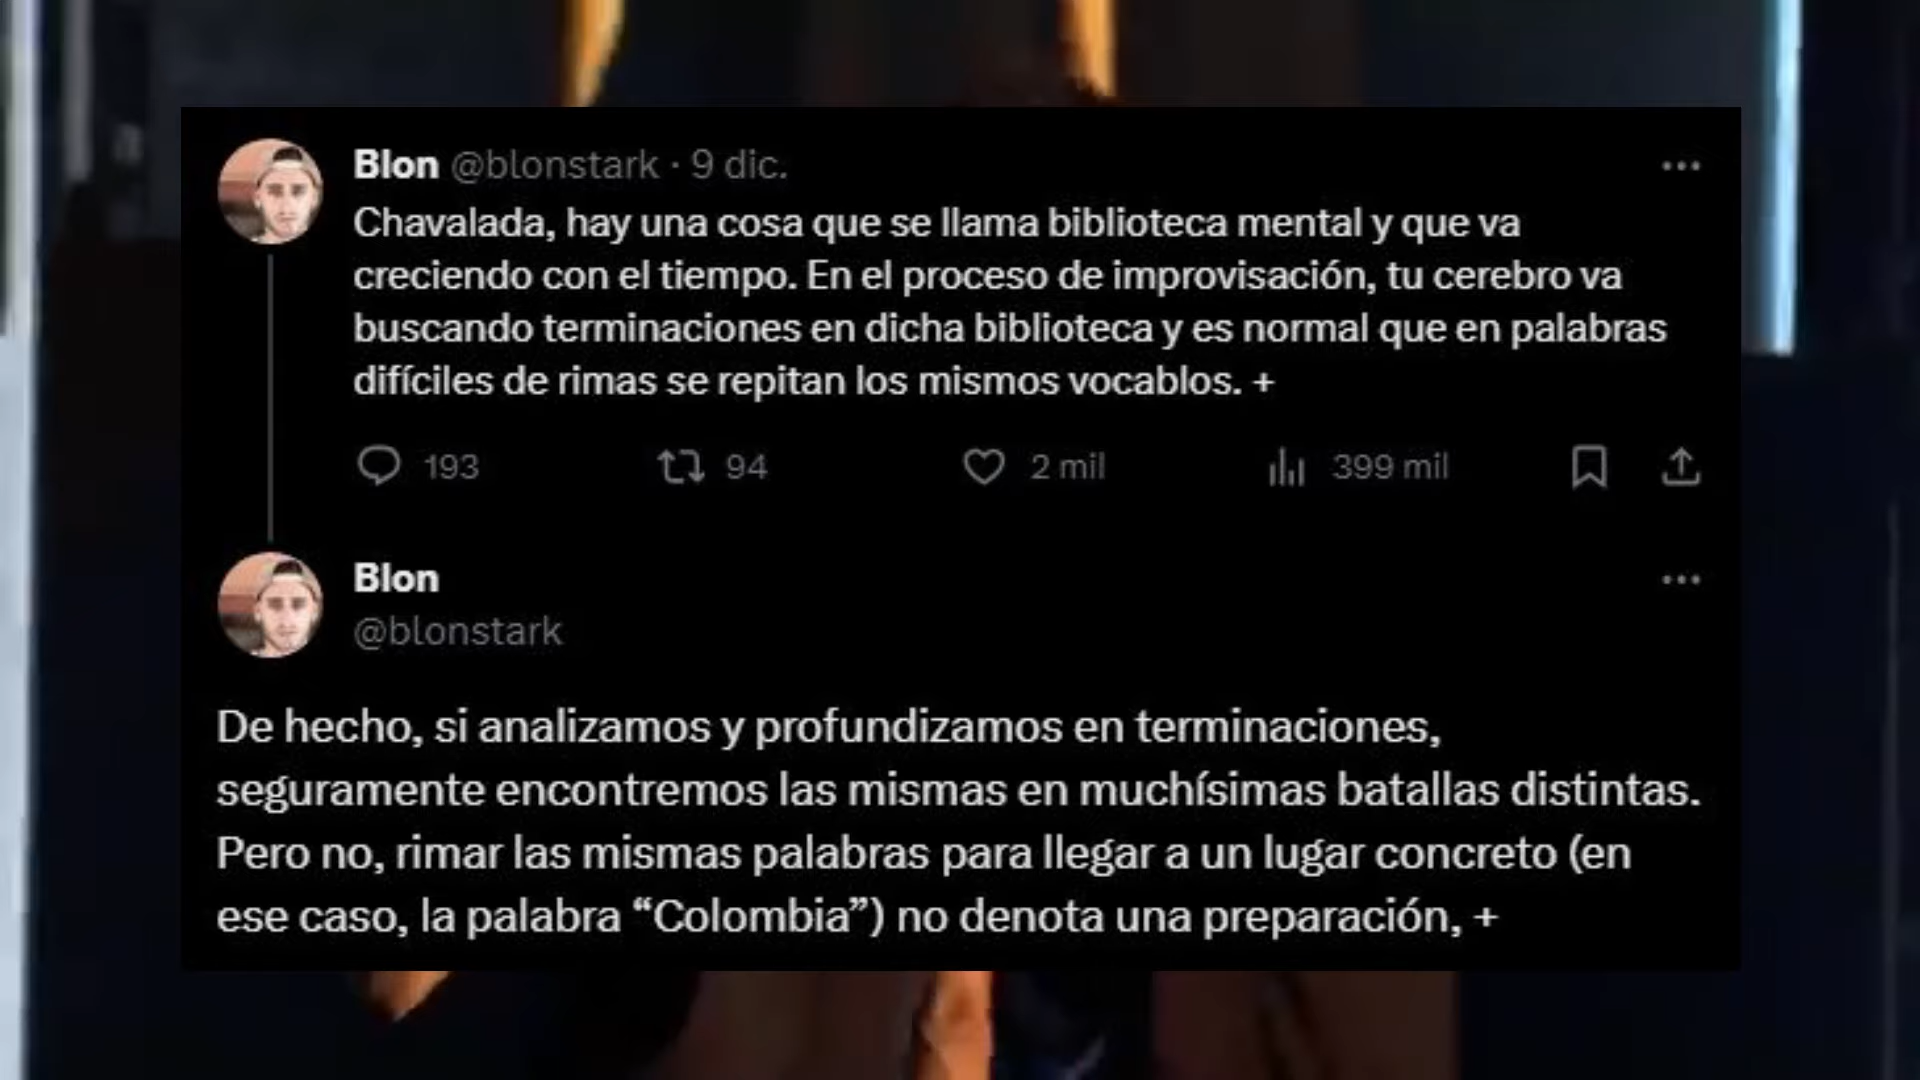 Blon @blonstark · 9 dic.
Chavalada, hay una cosa que se llama biblioteca mental y que va
creciendo con el tiempo. En el proceso de improvisación, tu cerebro va
buscando terminaciones en dicha biblioteca y es normal que en palabras
difíciles de rimas se repitan los mismos vocablos. +
193 94 2 mil 399 mil
Blon
@blonstark
De hecho, si analizamos y profundizamos en terminaciones,
seguramente encontremos las mismas en muchísimas batallas distintas.
Pero no, rimar las mismas palabras para llegar a un lugar concreto (en
ese caso, la palabra “Colombia”) no denota una preparación, +